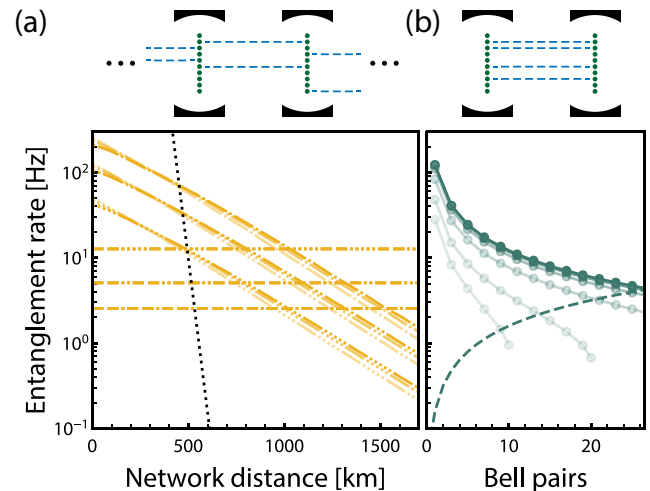 (a)
(b)
Entanglement rate [Hz]
10²
10¹
10⁰
10⁻¹
0 500 1000 1500
0 10 20
Network distance [km]
Bell pairs